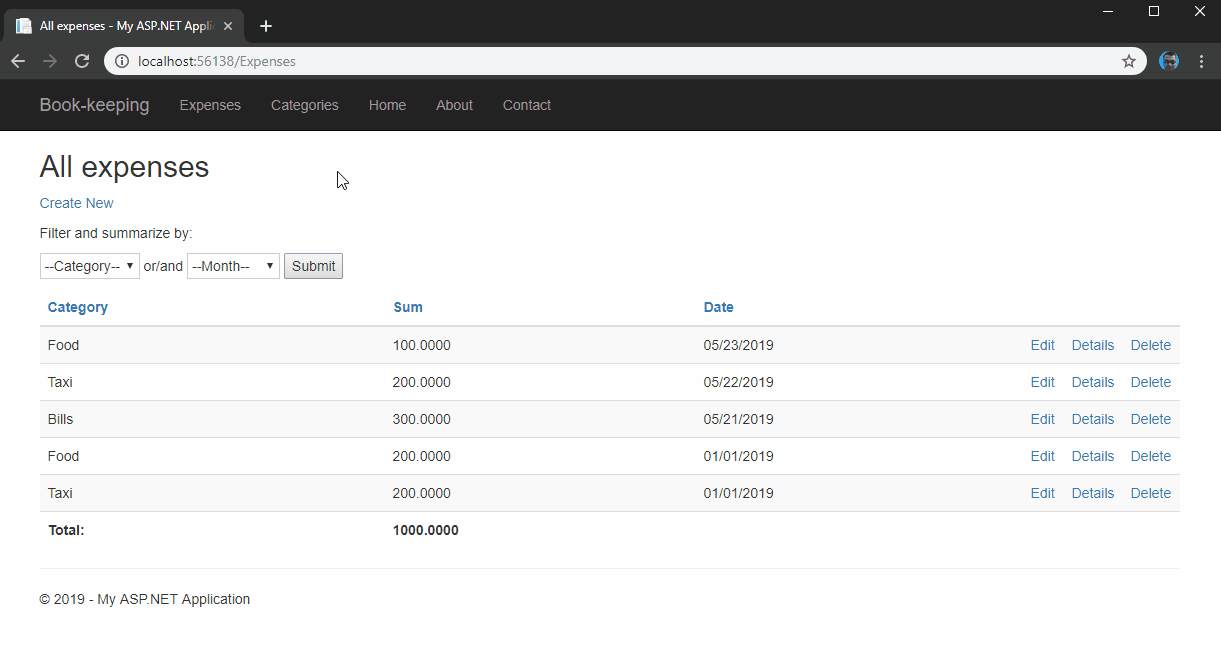 All expenses - My ASP.NET Appli
localhost:56138/Expenses
Book-keeping Expenses Categories Home About Contact
All expenses
Create New
Filter and summarize by:
--Category-- or/and --Month-- Submit
Category Sum Date
Food 100.0000 05/23/2019 Edit Details Delete
Taxi 200.0000 05/22/2019 Edit Details Delete
Bills 300.0000 05/21/2019 Edit Details Delete
Food 200.0000 01/01/2019 Edit Details Delete
Taxi 200.0000 01/01/2019 Edit Details Delete
Total: 1000.0000
© 2019 - My ASP.NET Application